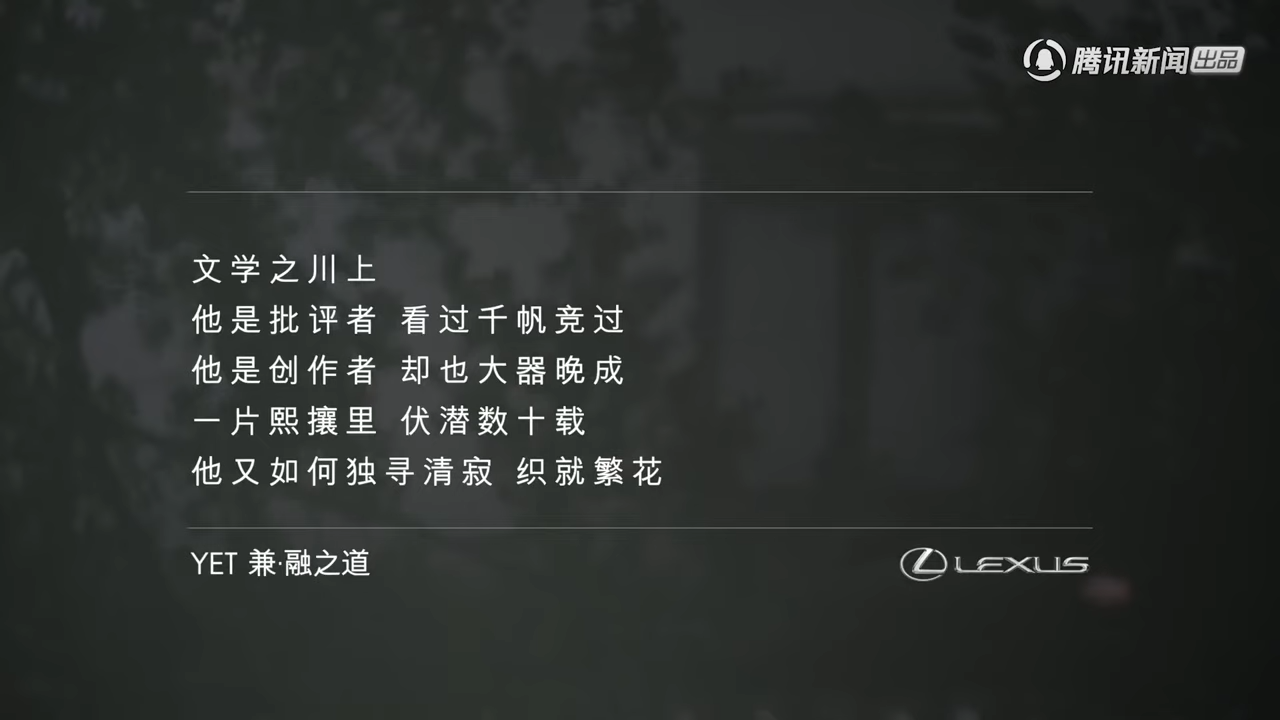 腾讯新闻出品
文学之川上
他是批评者 看过千帆竞过
他是创作者 却也大器晚成
一片熙攘里 伏潜数十载
他又如何独寻清寂 织就繁花
YET 兼·融之道
LEXUS